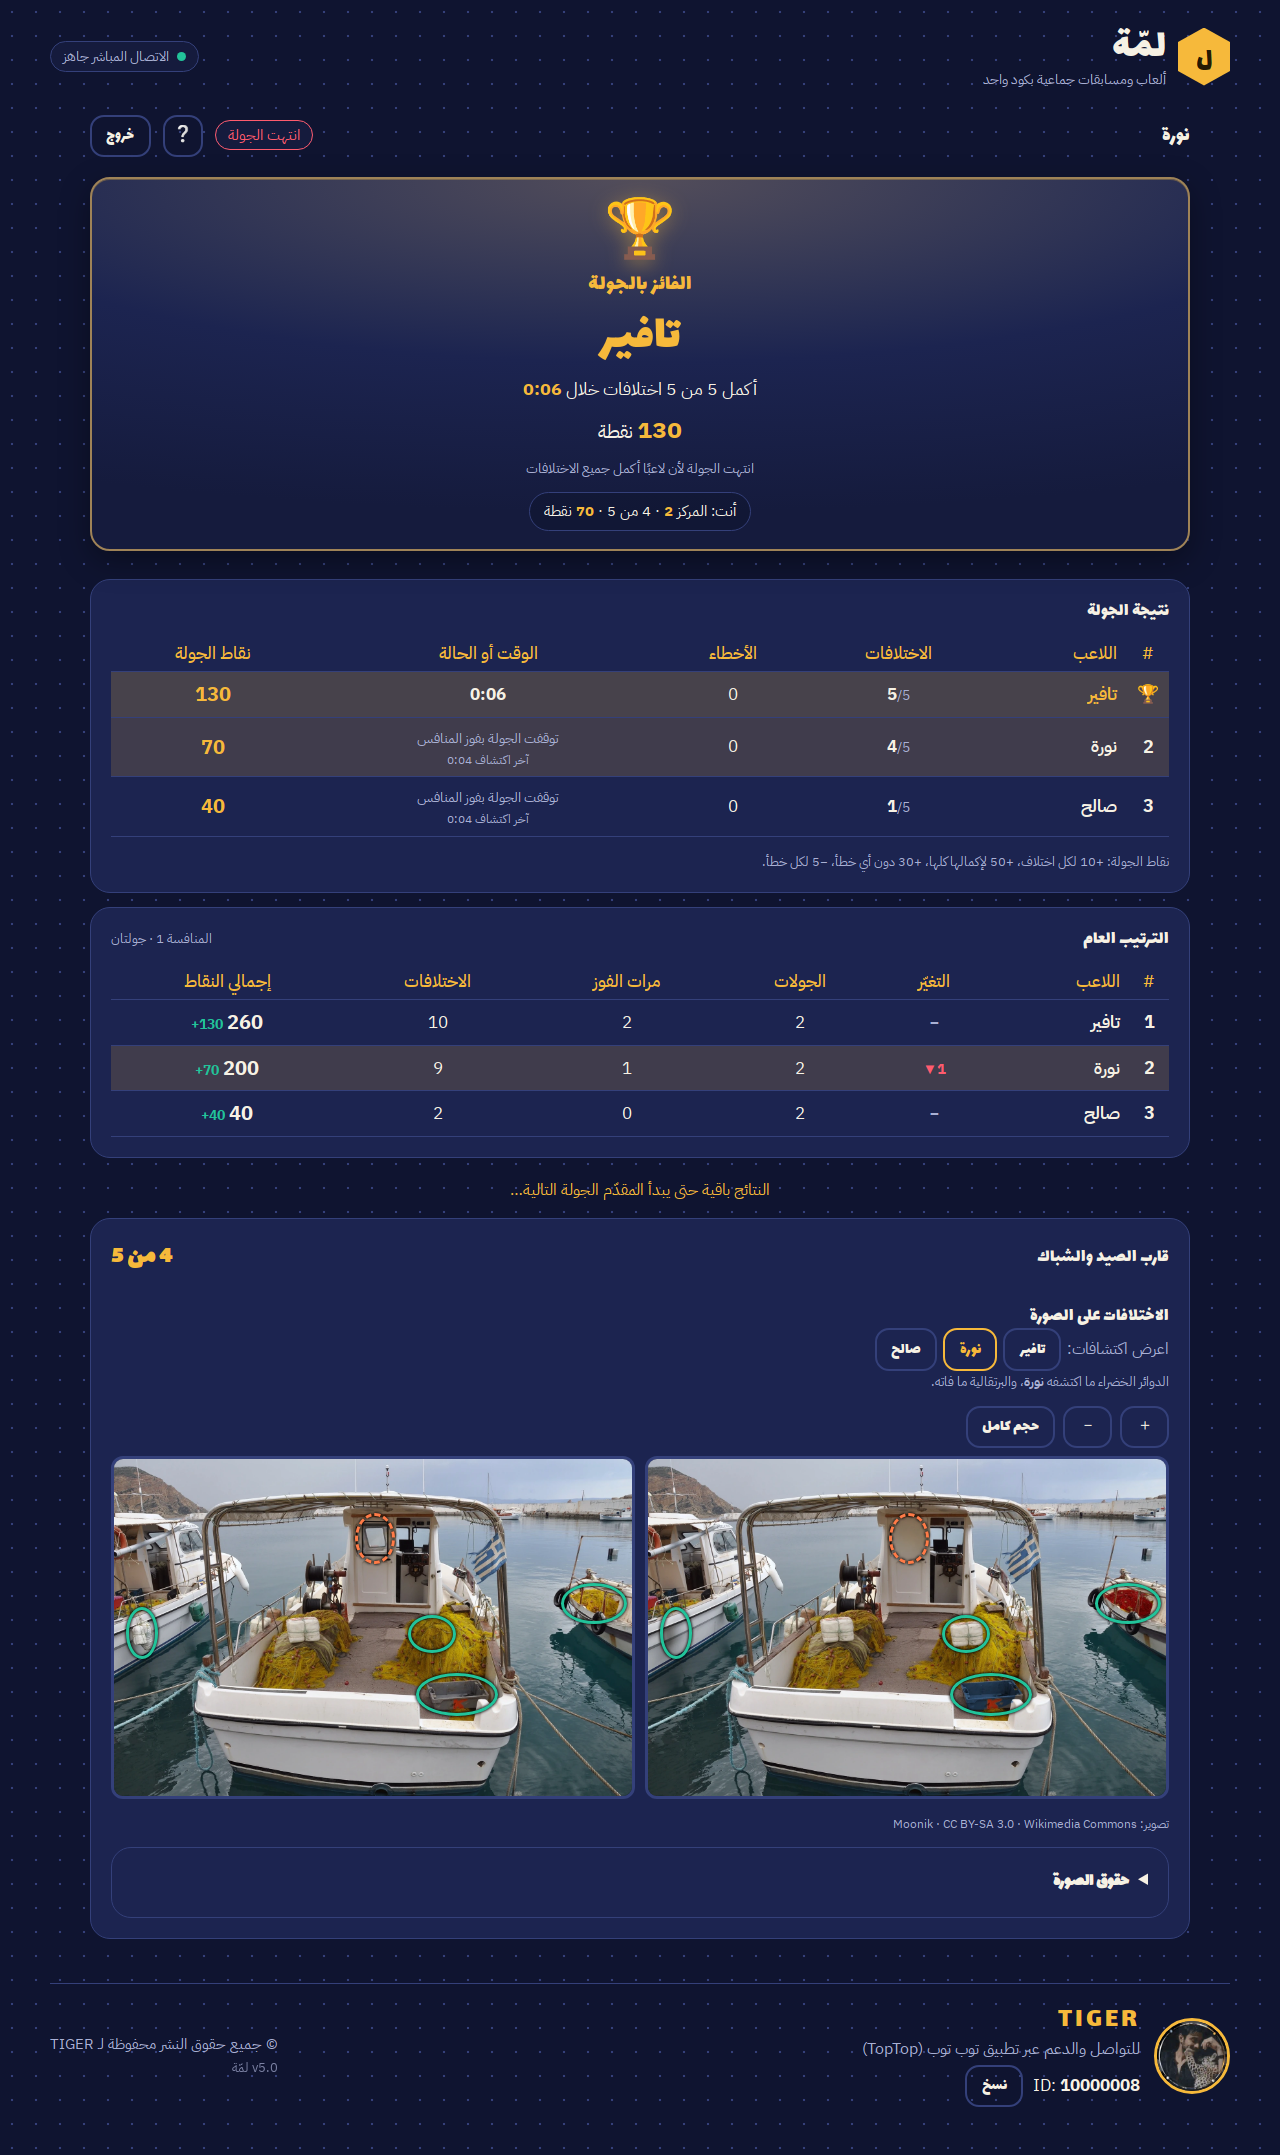 ل
لمّة
ألعاب ومسابقات جماعية بكود واحد
الاتصال المباشر جاهز
نورة
انتهت الجولة
?
خروج
الفائز بالجولة
تافير
أكمل 5 من 5 اختلافات خلال 0:06
130 نقطة
انتهت الجولة لأن لاعبًا أكمل جميع الاختلافات
أنت: المركز 2 · 4 من 5 · 70 نقطة
نتيجة الجولة
# اللاعب الاختلافات الأخطاء الوقت أو الحالة نقاط الجولة
تافير 5/5 0 0:06 130
2 نورة 4/5 0 توقفت الجولة بفوز المنافس 70
آخر اكتشاف 0:04
3 صالح 1/5 0 توقفت الجولة بفوز المنافس 40
آخر اكتشاف 0:04
نقاط الجولة: +10 لكل اختلاف، +50 لإكمالها كلها، +30 دون أي خطأ، −5 لكل خطأ.
الترتيب العام
المنافسة 1 · جولتان
# اللاعب التغيّر الجولات مرات الفوز الاختلافات إجمالي النقاط
1 تافير – 2 2 10 260 +130
2 نورة ▼1 2 1 9 200 +70
3 صالح – 2 0 2 40 +40
النتائج باقية حتى يبدأ المقدّم الجولة التالية...
قارب الصيد والشباك
4 من 5
الاختلافات على الصورة
اعرض اكتشافات: تافير نورة صالح
الدوائر الخضراء ما اكتشفه نورة، والبرتقالية ما فاته.
+ − حجم كامل
تصوير: Moonik · CC BY-SA 3.0 · Wikimedia Commons
◀ حقوق الصورة
TIGER
للتواصل والدعم عبر تطبيق توب توب (TopTop)
ID: 10000008 نسخ
© جميع حقوق النشر محفوظة لـ TIGER
لمّة v5.0